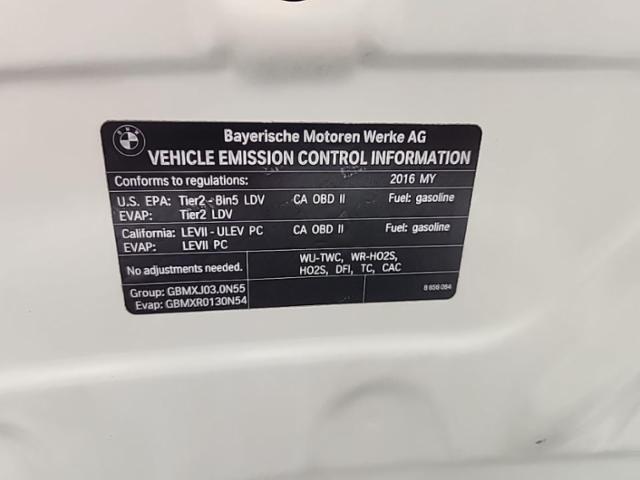 BMW
Bayerische Motoren Werke AG
VEHICLE EMISSION CONTROL INFORMATION
Conforms to regulations: 2016 MY
U.S. EPA: Tier2 - Bin5 LDV CA OBD II Fuel: gasoline
EVAP: Tier2 LDV
California: LEVII - ULEV PC CA OBD II Fuel: gasoline
EVAP: LEVII PC
No adjustments needed. WU-TWC, WR-HO2S,
HO2S, DFI, TC, CAC
Group: GBMXJ03.0N55
Evap: GBMXR0130N54
8 656 084